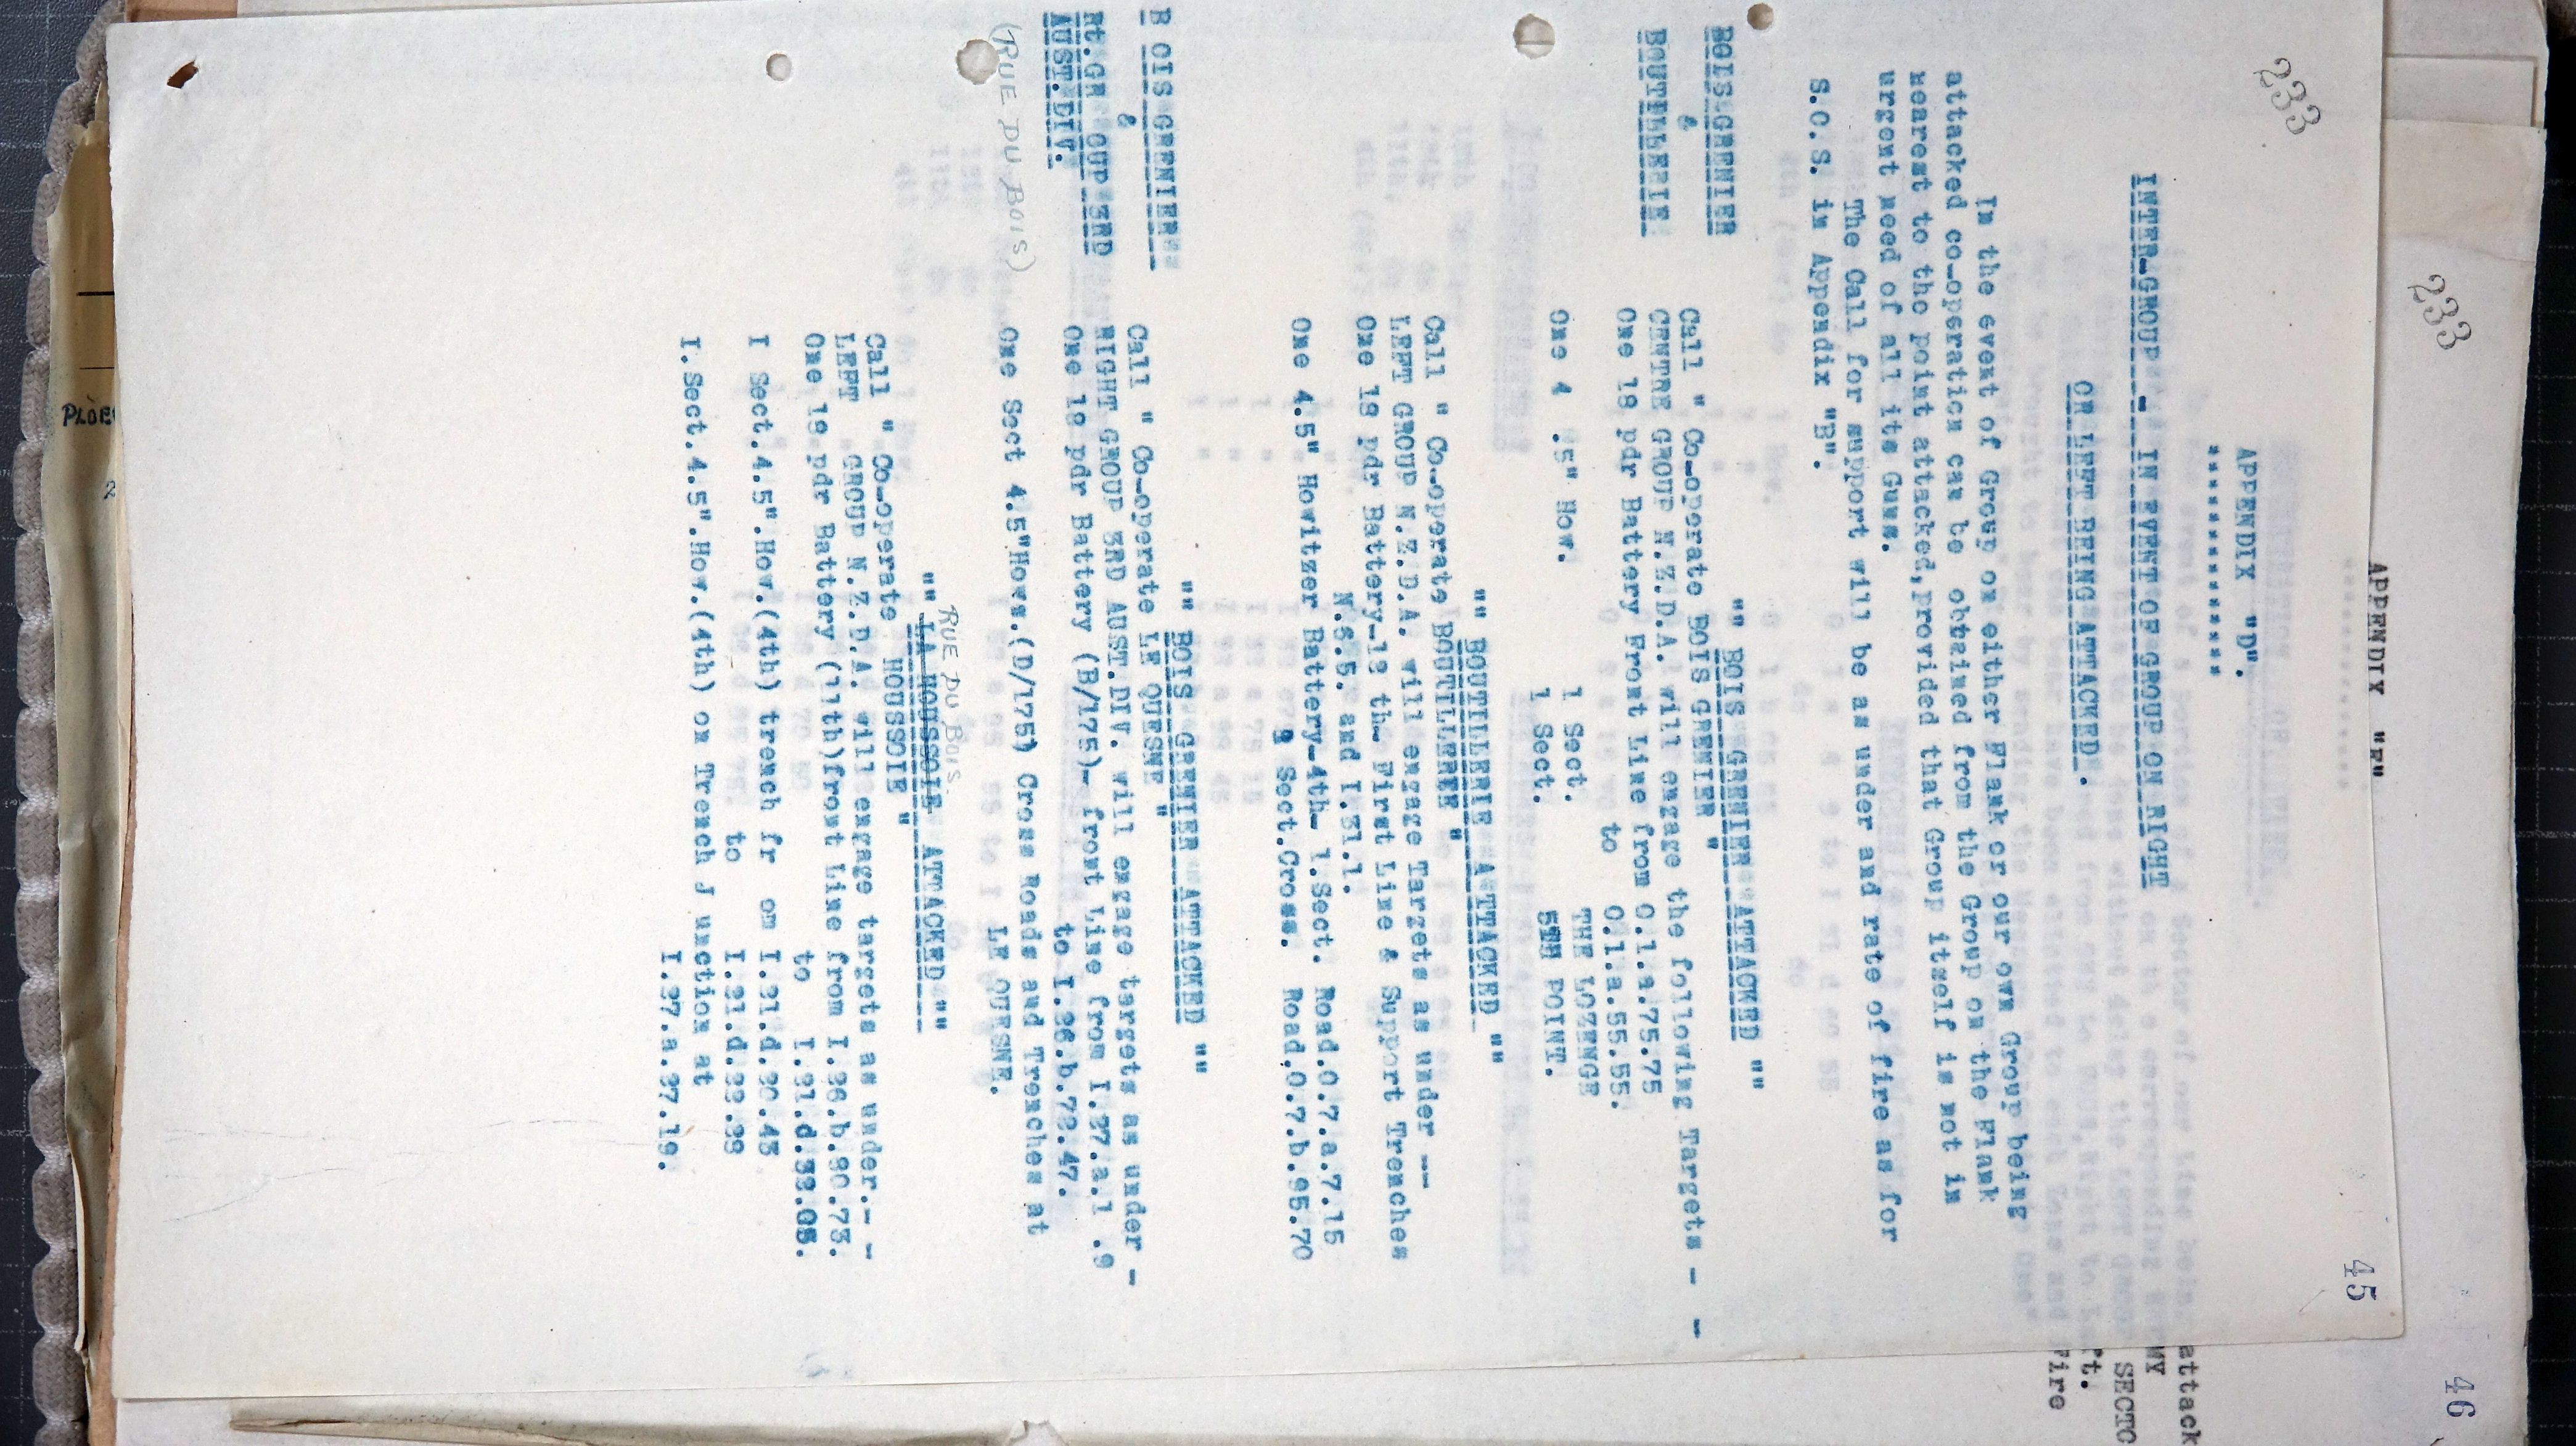 233
45
APPENDIX "D".
***********
INTER-GROUP - IN EVENT OF GROUP ON RIGHT
OR LEFT BEING ATTACKED.
In the event of Group on either Flank or our own Group being
attacked co-operation can be obtained from the Group on the Flank
nearest to the point attacked,provided that Group itself is not in
urgent need of all its Guns.
The Call for support will be as under and rate of fire as for
S.O.S. in Appendix "B".
BOIS GRENIER
&
BOUTILLERIE
"" BOIS GRENIER ATTACKED ""
Call " Co-operate BOIS GRENIER "
CENTRE GROUP N.Z.D.A. will engage the following Targets - -
One 18 pdr Battery Front Line from O.1.a.75.75
to O.1.a.55.55.
One 4 .5" How. 1 Sect. THE LOZENGE
1 Sect. 5TH POINT.
"" BOUTILLERIE ATTACKED ""
Call " Co-operate BOUTILLERIE "
LEFT GROUP N.Z.D.A. will engage Targets as under --
One 18 pdr Battery-13 th- First Line & Support Trenches
N.6.5. and I.31.1.
One 4.5" Howitzer Battery-4th- 1.Sect. Road.O.7.a.7.15
Sect.Cross. Road.O.7.b.95.70
B OIS GRENIER
&
Rt.GR OUP 3RD
AUST.DIV.
(RUE DU BOIS)
"" BOIS GRENIER ATTACKED ""
Call " Co-operate LE QUESNE "
RIGHT GROUP 3RD AUST.DIV. will engage targets as under -
One 18 pdr Battery (B/175)- front Line from I.27.a.1 .9
to I.26.b.72.47.
One Sect 4.5"Hows.(D/175) Cross Roads and Trenches at
LE QUESNE.
RUE DU BOIS.
"" LA HOUSSOIE ATTACKED ""
Call " Co-operate HOUSSOIE "
LEFT GROUP N.Z.D.A. will engage targets as under.- -
One 18 pdr Battery (11th)front Line from I.26.b.90.73.
to I.21.d.33.05.
I Sect.4.5".How.(4th) trench fr om I.21.d.20.43
to I.21.d.23.29
I.Sect.4.5".How.(4th) on Trench J unction at
I.27.a.27.19.
233
APPENDIX "E"
46
attack
MY
SECTO
rt.
Fire
PLOE